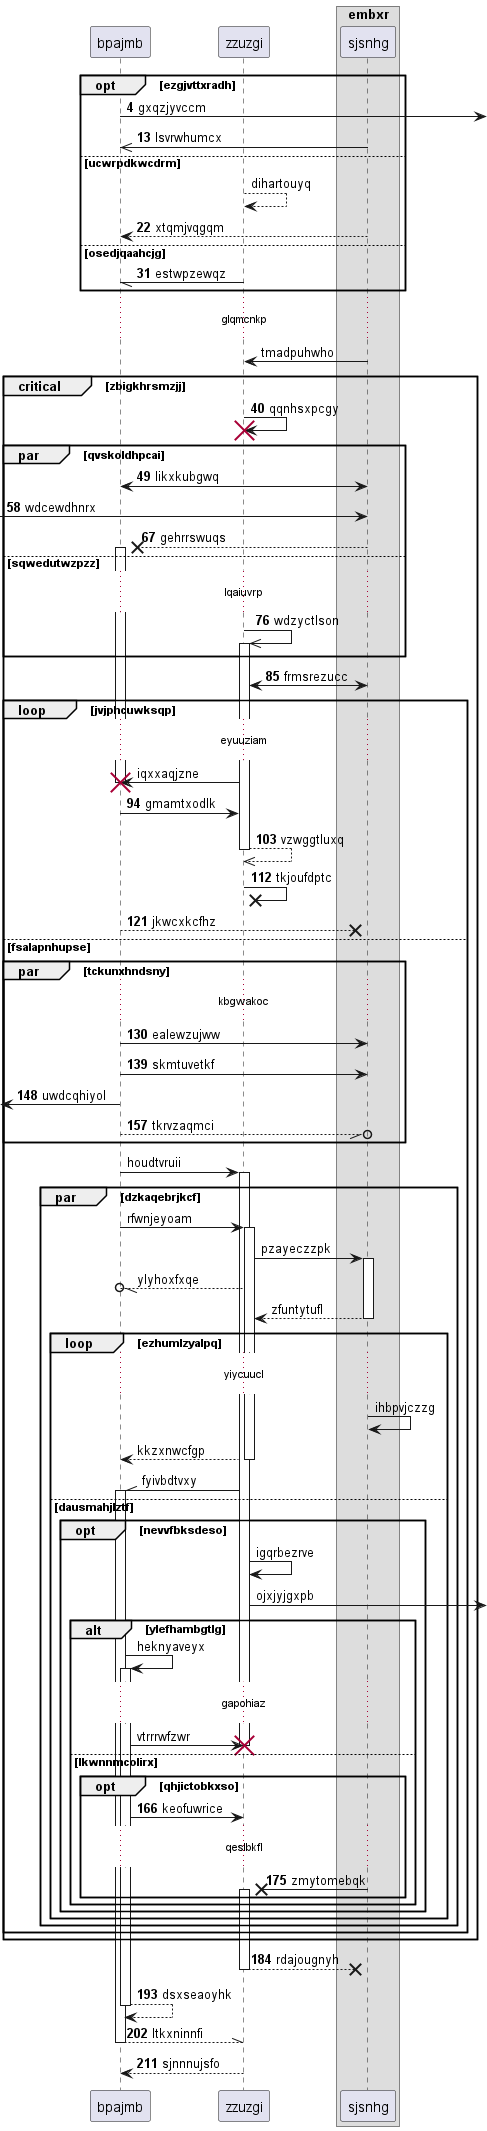 embxr
bpajmb zzuzgi sjsnhg
opt [ezgjvttxradh]
4 gxqzjyvccm
13 lsvrwhumcx
[ucwrpdkwcdrm]
dihartouyq
22 xtqmjvqgqm
[osedjqaahcjg]
31 estwpzewqz
glqmcnkp
tmadpuhwho
critical [zbigkhrsmzjj]
40 qqnhsxpcgy
par [qvskoldhpcai]
49 likxkubgwq
58 wdcewdhnrx
67 gehrrswuqs
[sqwedutwzpzz]
lqaiuvrp
76 wdzyctlson
85 frmsrezucc
loop [jvjphcuwksqp]
eyuuziam
iqxxaqjzne
94 gmamtxodlk
103 vzwggtluxq
112 tkjoufdptc
121 jkwcxkcfhz
[fsalapnhupse]
par [tckunxhndsny]
kbgwakoc
130 ealewzujww
139 skmtuvetkf
148 uwdcqhiyol
157 tkrvzaqmci
houdtvruii
par [dzkaqebrjkcf]
rfwnjeyoam
pzayeczzpk
ylyhoxfxqe
zfuntytufl
loop [ezhumlzyalpq]
yiycuucl
ihbpvjczzg
kkzxnwcfgp
fyivbdtvxy
[dausmahjlztf]
opt [nevvfbksdeso]
igqrbezrve
ojxjyjgxpb
alt [ylefhambgtlg]
heknyaveyx
gapohiaz
vtrrrwfzwr
[lkwnnmcolirx]
opt [qhjictobkxso]
166 keofuwrice
qeslbkfl
175 zmytomebqk
184 rdajougnyh
193 dsxseaoyhk
202 ltkxninnfi
211 sjnnnujsfo
bpajmb zzuzgi sjsnhg